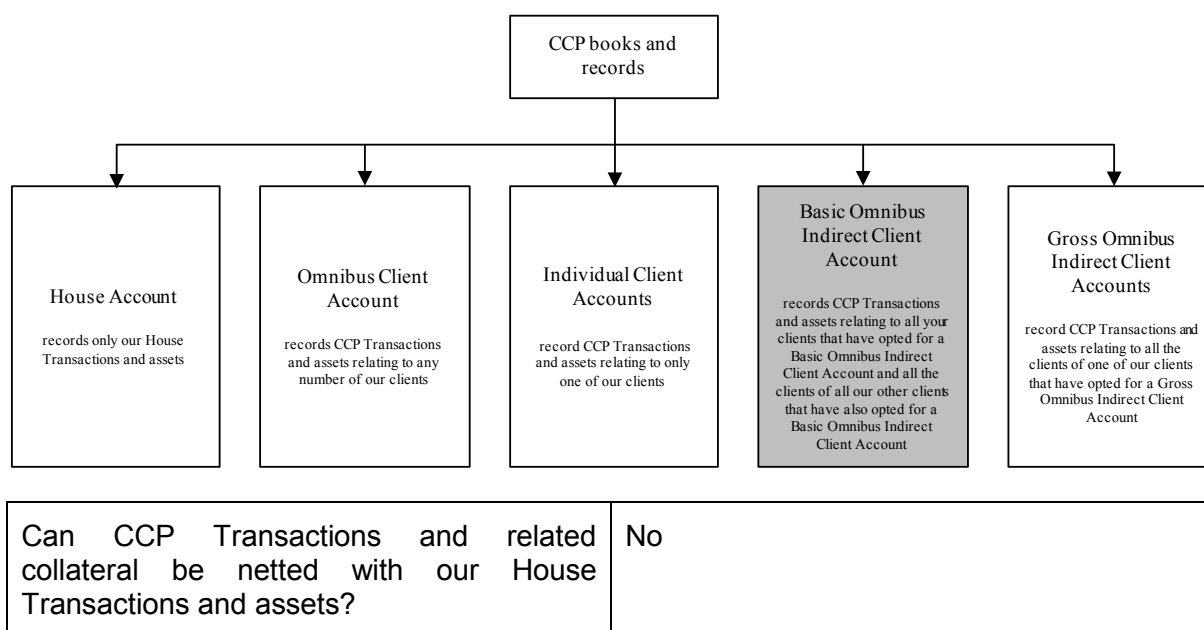 CCP books and
records
House Account
records only our House
Transactions and assets
Omnibus Client
Account
records CCP Transactions
and assets relating to any
number of our clients
Individual Client
Accounts
record CCP Transactions
and assets relating to only
one of our clients
Basic Omnibus
Indirect Client
Account
records CCP Transactions
and assets relating to all your
clients that have opted for a
Basic Omnibus Indirect
Client Account and all the
clients of all our other clients
that have also opted for a
Basic Omnibus Indirect
Client Account
Gross Omnibus
Indirect Client
Accounts
record CCP Transactions and
assets relating to all the
clients of one of our clients
that have opted for a Gross
Omnibus Indirect Client
Account
Can CCP Transactions and related
collateral be netted with our House
Transactions and assets?
No